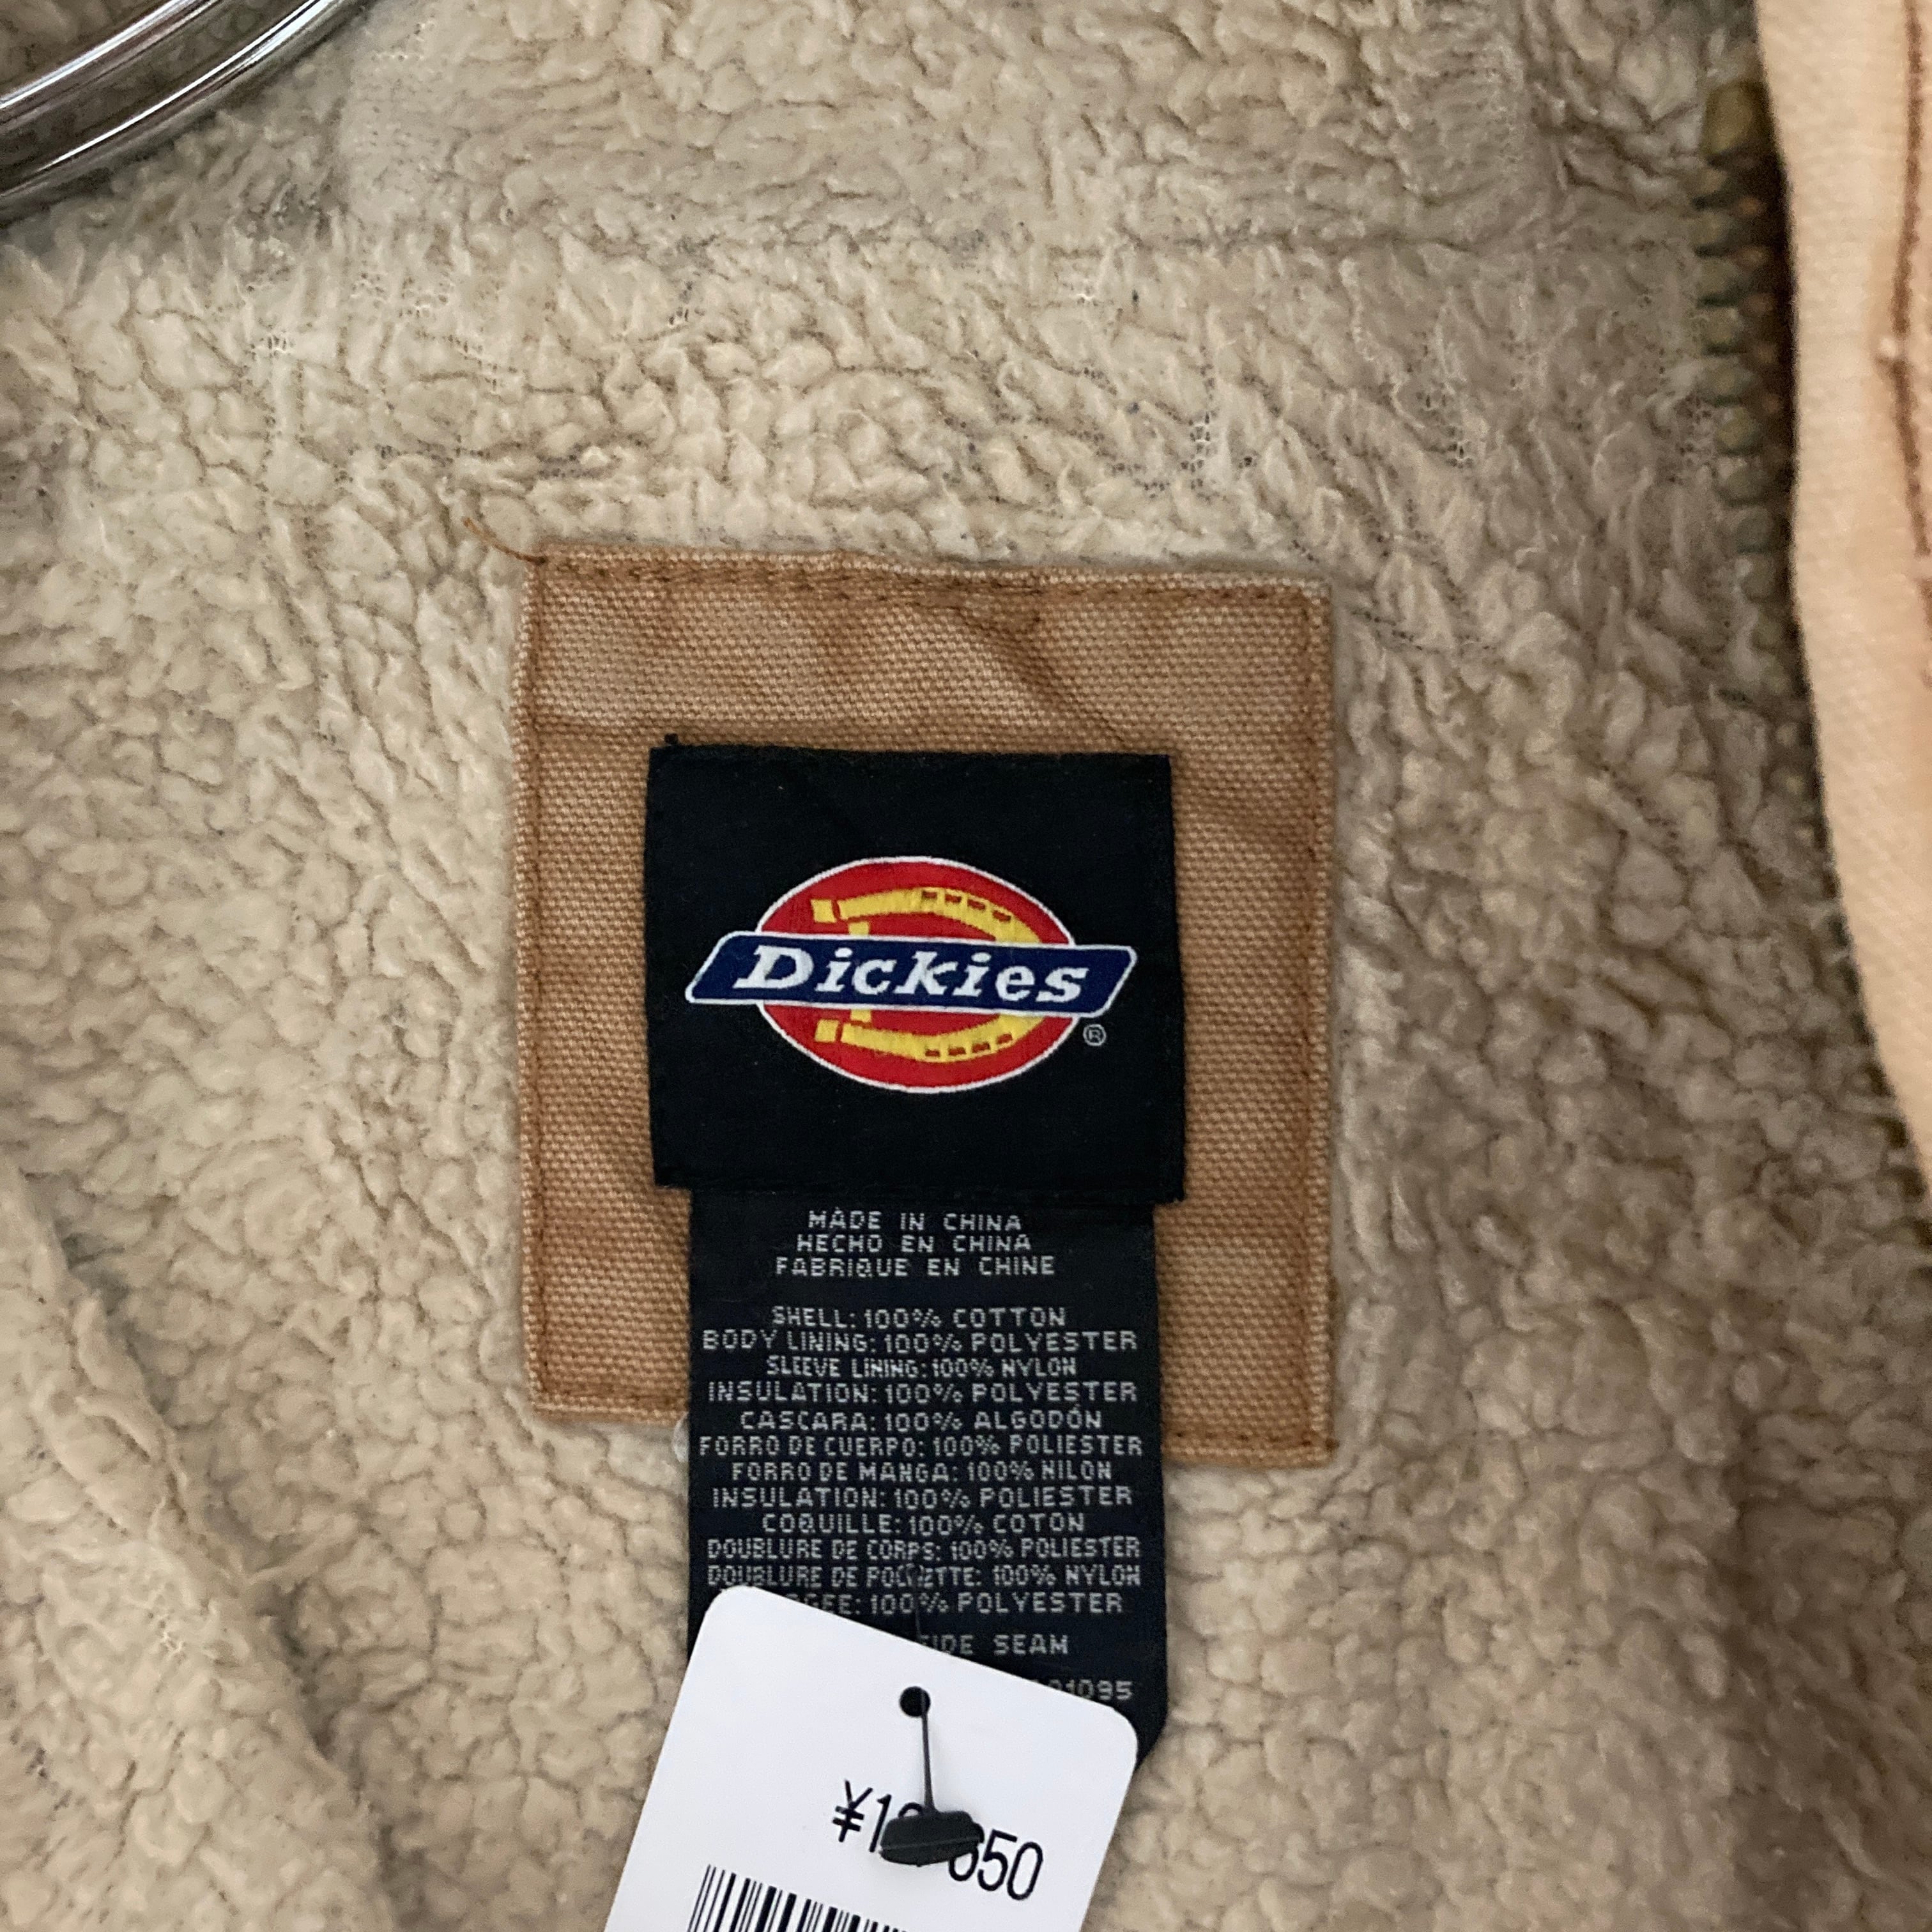 Dickies
®
MADE IN CHINA
HECHO EN CHINA
FABRIQUE EN CHINE
SHELL: 100% COTTON
BODY LINING: 100% POLYESTER
SLEEVE LINING: 100% NYLON
INSULATION: 100% POLYESTER
CASCARA: 100% ALGODÓN
FORRO DE CUERPO: 100% POLIESTER
FORRO DE MANGA: 100% NILON
INSULATION: 100% POLIESTER
COQUILLE: 100% COTON
DOUBLURE DE CORPS: 100% POLIESTER
DOUBLURE DE 100% NYLON
100% POLYESTER
SEAM